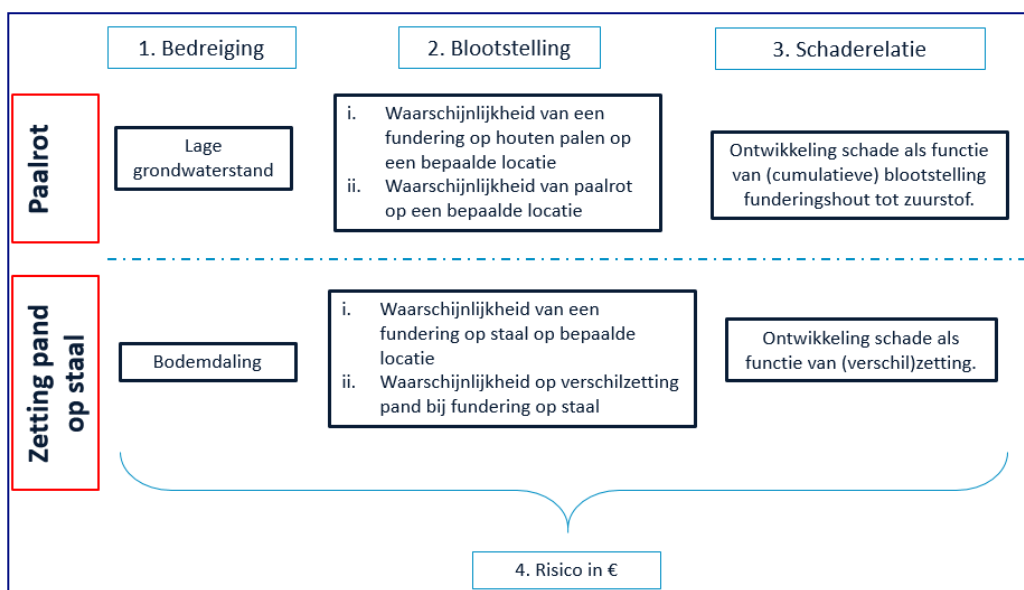 1. Bedreiging
2. Blootstelling
3. Schaderelatie
Paalrot
Lage
grondwaterstand
i. Waarschijnlijkheid van een
fundering op houten palen op
een bepaalde locatie
ii. Waarschijnlijkheid van paalrot
op een bepaalde locatie
Ontwikkeling schade als functie
van (cumulatieve) blootstelling
funderingshout tot zuurstof.
Zetting pand
op staal
Bodemdaling
i. Waarschijnlijkheid van een
fundering op staal op bepaalde
locatie
ii. Waarschijnlijkheid op verschilzetting
pand bij fundering op staal
Ontwikkeling schade als
functie van (verschil)zetting.
4. Risico in €